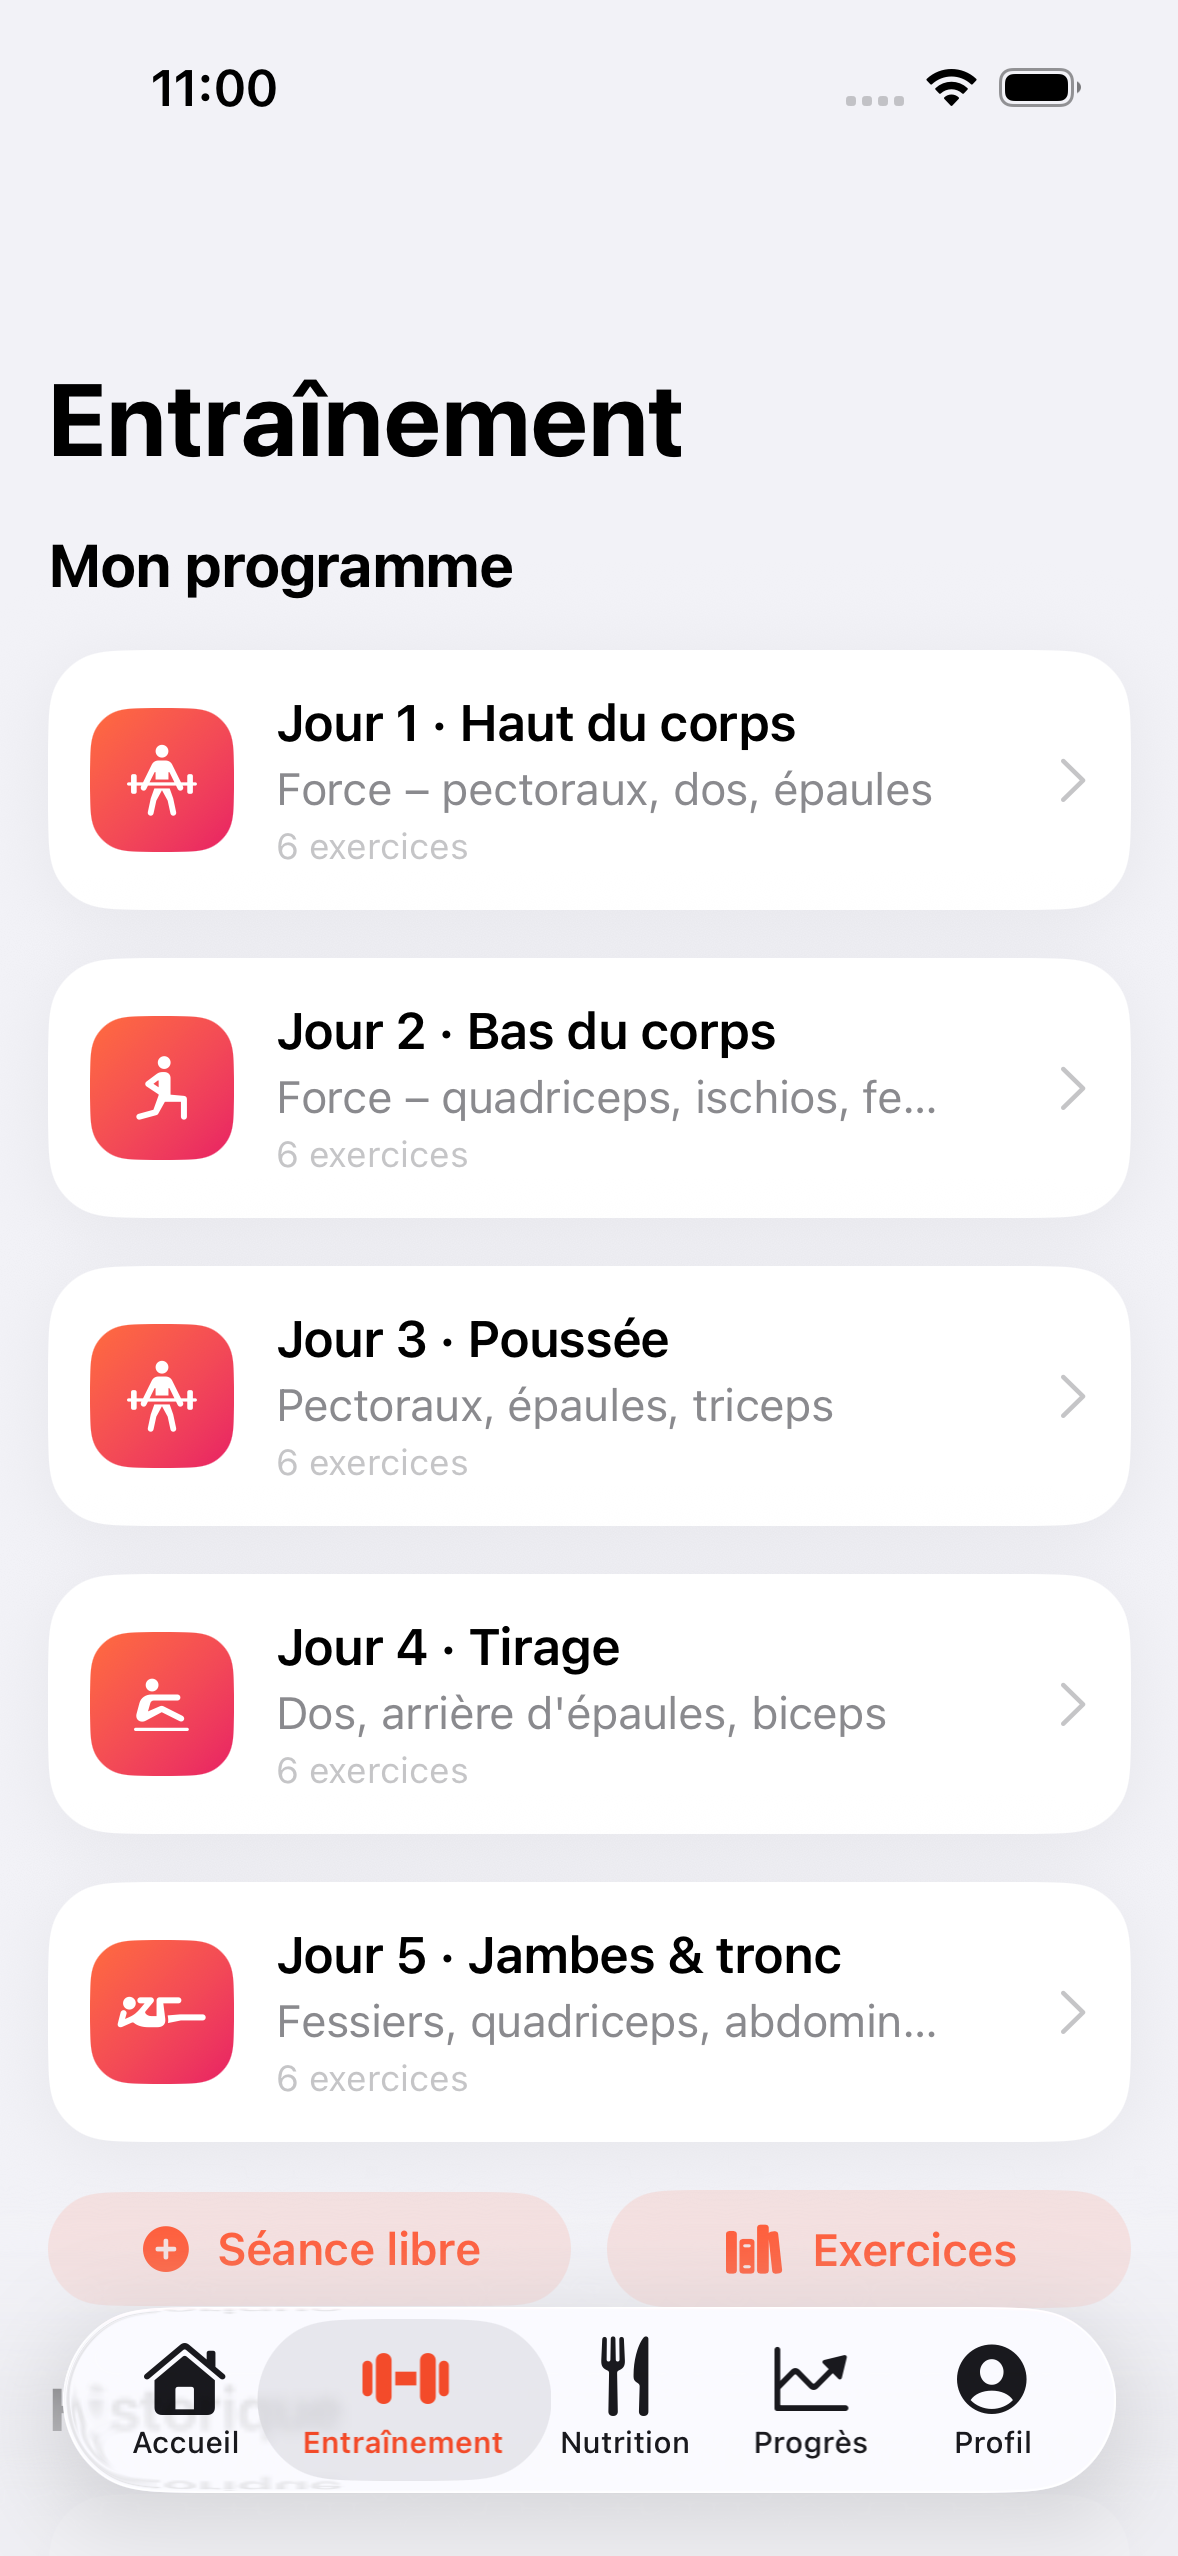 11:00
Entraînement
Mon programme
Jour 1 · Haut du corps
Force – pectoraux, dos, épaules
6 exercices
Jour 2 · Bas du corps
Force – quadriceps, ischios, fe...
6 exercices
Jour 3 · Poussée
Pectoraux, épaules, triceps
6 exercices
Jour 4 · Tirage
Dos, arrière d'épaules, biceps
6 exercices
Jour 5 · Jambes & tronc
Fessiers, quadriceps, abdomin...
6 exercices
Séance libre
Exercices
Historique
Accueil
Entraînement
Nutrition
Progrès
Profil